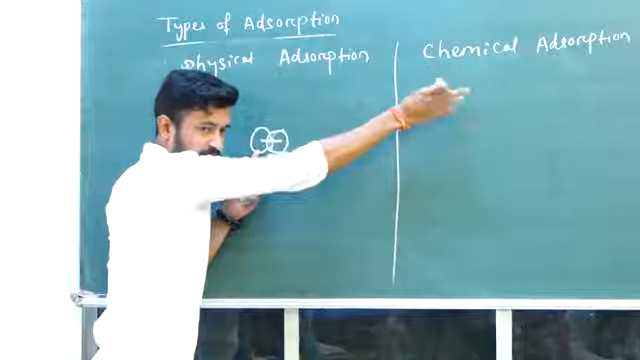 Types of Adsorption
physical Adsorption
Chemical Adsorption